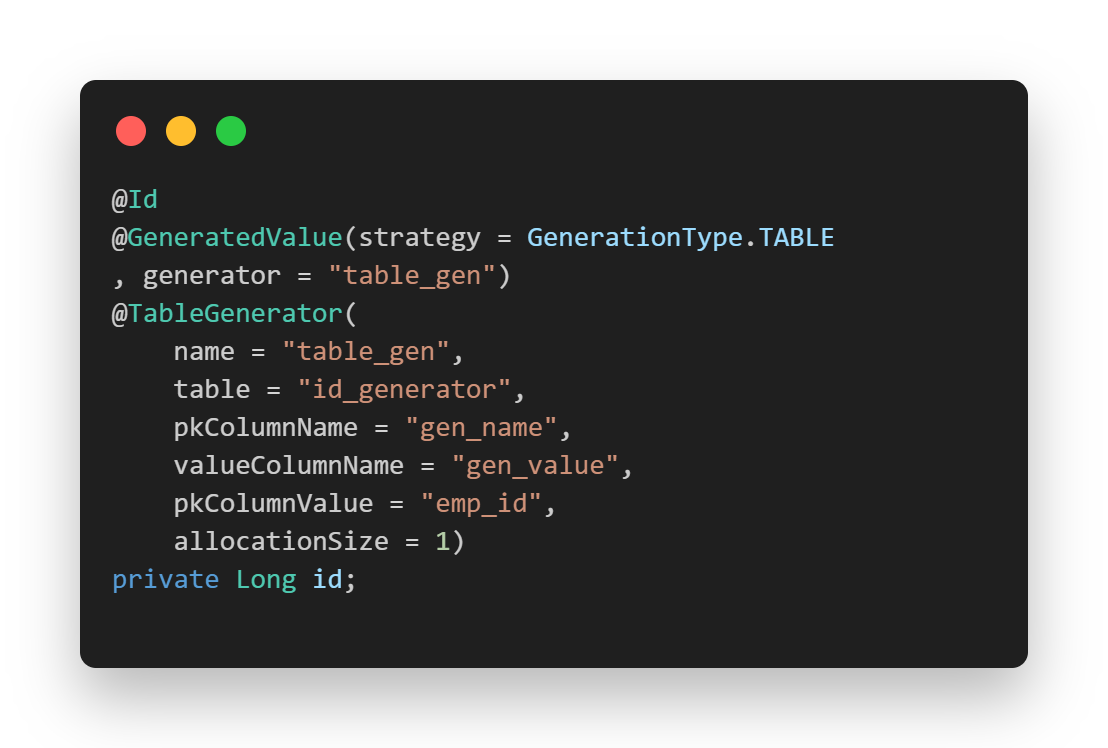 @Id
@GeneratedValue(strategy = GenerationType.TABLE
, generator = "table_gen")
@TableGenerator(
    name = "table_gen",
    table = "id_generator",
    pkColumnName = "gen_name",
    valueColumnName = "gen_value",
    pkColumnValue = "emp_id",
    allocationSize = 1)
private Long id;